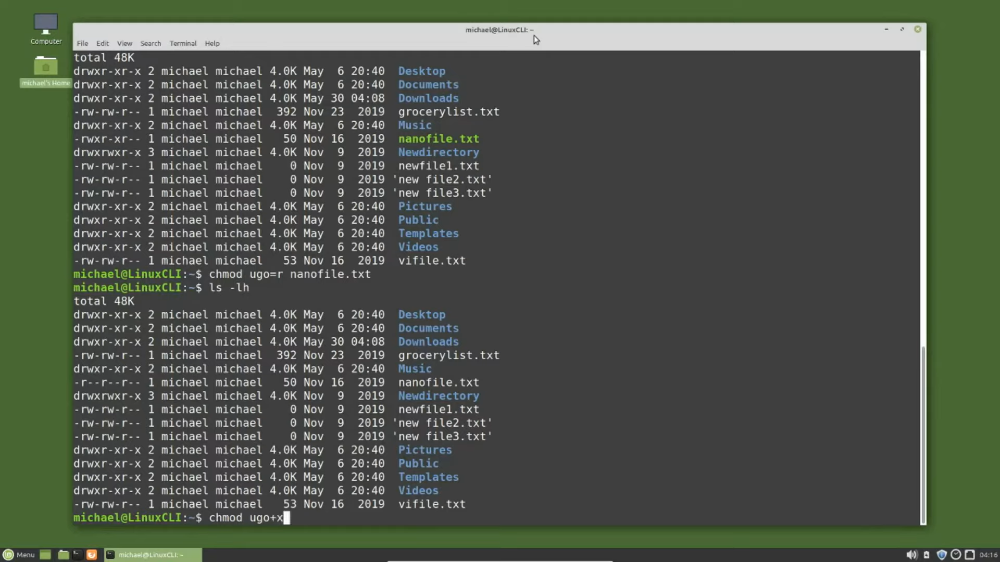 Computer
michael's Home
michael@LinuxCLI: ~
File Edit View Search Terminal Help
total 48K
drwxr-xr-x 2 michael michael 4.0K May  6 20:40  Desktop
drwxr-xr-x 2 michael michael 4.0K May  6 20:40  Documents
drwxr-xr-x 2 michael michael 4.0K May 30 04:08  Downloads
-rw-rw-r-- 1 michael michael  392 Nov 23  2019  grocerylist.txt
drwxr-xr-x 2 michael michael 4.0K May  6 20:40  Music
-rwxr-xr-- 1 michael michael   50 Nov 16  2019  nanofile.txt
drwxrwxr-x 3 michael michael 4.0K Nov  9  2019  Newdirectory
-rw-rw-r-- 1 michael michael    0 Nov  9  2019  newfile1.txt
-rw-rw-r-- 1 michael michael    0 Nov  9  2019 'new file2.txt'
-rw-rw-r-- 1 michael michael    0 Nov  9  2019 'new file3.txt'
drwxr-xr-x 2 michael michael 4.0K May  6 20:40  Pictures
drwxr-xr-x 2 michael michael 4.0K May  6 20:40  Public
drwxr-xr-x 2 michael michael 4.0K May  6 20:40  Templates
drwxr-xr-x 2 michael michael 4.0K May  6 20:40  Videos
-rw-rw-r-- 1 michael michael   53 Nov 16  2019  vifile.txt
michael@LinuxCLI:~$ chmod ugo=r nanofile.txt
michael@LinuxCLI:~$ ls -lh
total 48K
drwxr-xr-x 2 michael michael 4.0K May  6 20:40  Desktop
drwxr-xr-x 2 michael michael 4.0K May  6 20:40  Documents
drwxr-xr-x 2 michael michael 4.0K May 30 04:08  Downloads
-rw-rw-r-- 1 michael michael  392 Nov 23  2019  grocerylist.txt
drwxr-xr-x 2 michael michael 4.0K May  6 20:40  Music
-r--r--r-- 1 michael michael   50 Nov 16  2019  nanofile.txt
drwxrwxr-x 3 michael michael 4.0K Nov  9  2019  Newdirectory
-rw-rw-r-- 1 michael michael    0 Nov  9  2019  newfile1.txt
-rw-rw-r-- 1 michael michael    0 Nov  9  2019 'new file2.txt'
-rw-rw-r-- 1 michael michael    0 Nov  9  2019 'new file3.txt'
drwxr-xr-x 2 michael michael 4.0K May  6 20:40  Pictures
drwxr-xr-x 2 michael michael 4.0K May  6 20:40  Public
drwxr-xr-x 2 michael michael 4.0K May  6 20:40  Templates
drwxr-xr-x 2 michael michael 4.0K May  6 20:40  Videos
-rw-rw-r-- 1 michael michael   53 Nov 16  2019  vifile.txt
michael@LinuxCLI:~$ chmod ugo+x
Menu michael@LinuxCLI: ~ 04:16